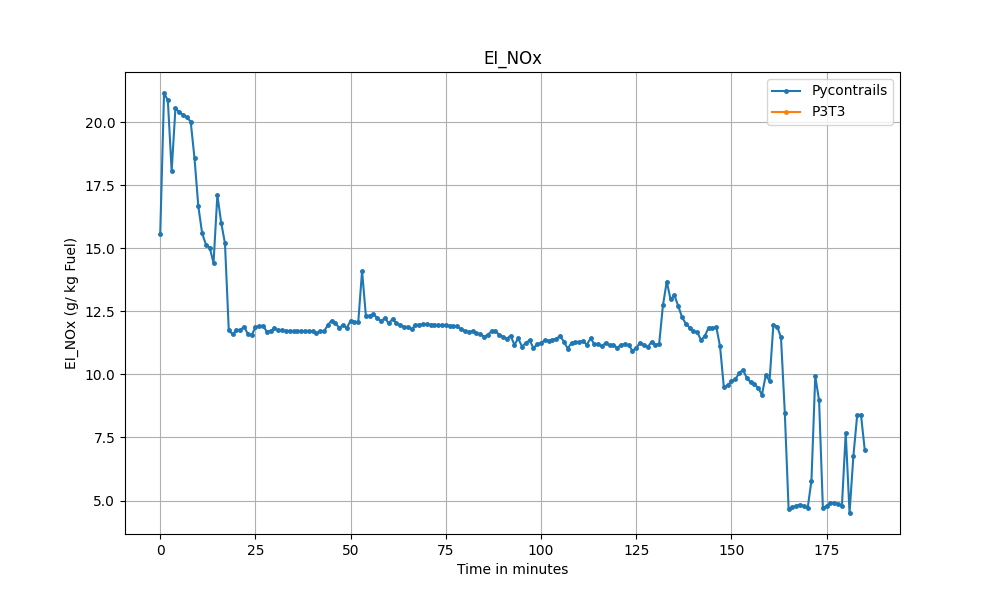 EI_NOx
Pycontrails
P3T3
EI_NOx (g/ kg Fuel)
20.0
17.5
15.0
12.5
10.0
7.5
5.0
0 25 50 75 100 125 150 175
Time in minutes